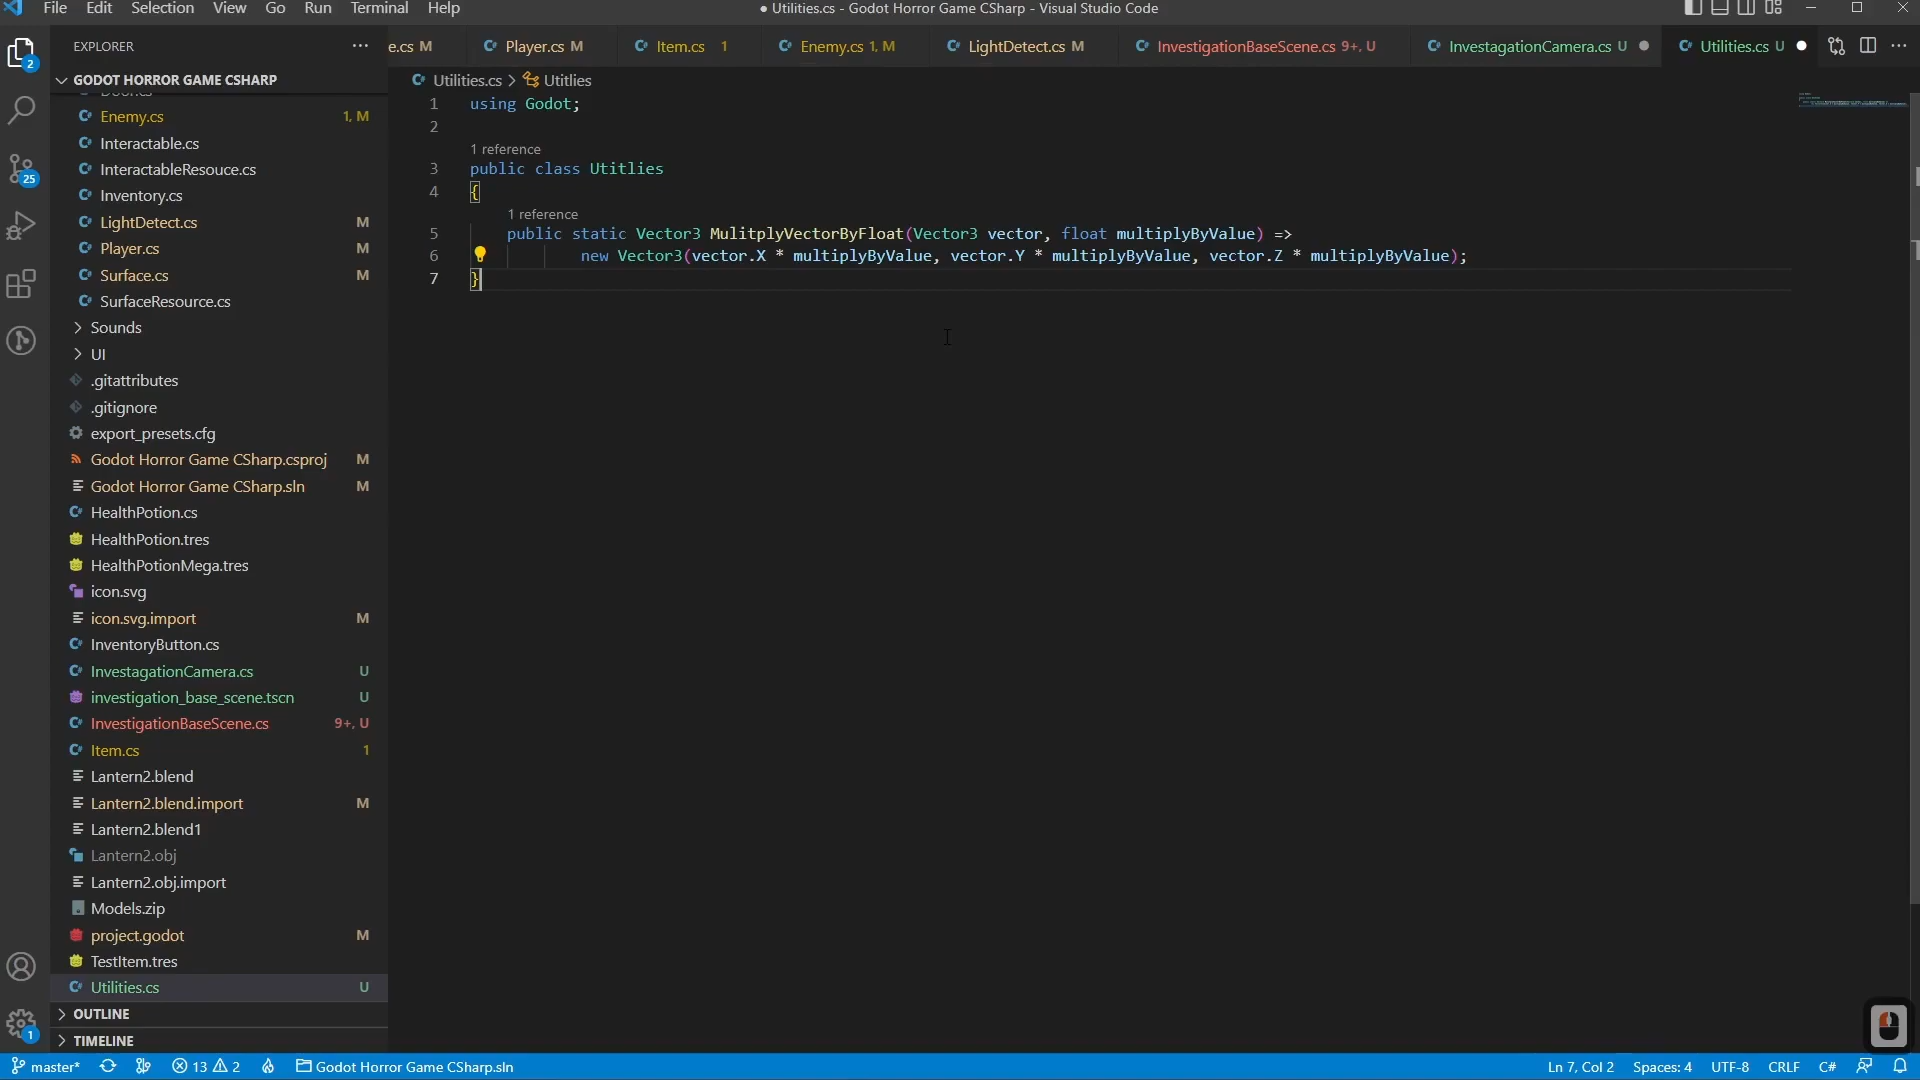 File Edit Selection View Go Run Terminal Help
● Utilities.cs - Godot Horror Game CSharp - Visual Studio Code
EXPLORER
e.cs M
Player.cs M
Item.cs 1
Enemy.cs 1, M
LightDetect.cs M
InvestigationBaseScene.cs 9+, U
InvestagationCamera.cs U
Utilities.cs U
2
GODOT HORROR GAME CSHARP
Door.cs
Enemy.cs 1, M
Interactable.cs
InteractableResouce.cs
Inventory.cs
LightDetect.cs M
Player.cs M
Surface.cs M
SurfaceResource.cs
Sounds
UI
.gitattributes
.gitignore
export_presets.cfg
Godot Horror Game CSharp.csproj M
Godot Horror Game CSharp.sln M
HealthPotion.cs
HealthPotion.tres
HealthPotionMega.tres
icon.svg
icon.svg.import M
InventoryButton.cs
InvestagationCamera.cs U
investigation_base_scene.tscn U
InvestigationBaseScene.cs 9+, U
Item.cs 1
Lantern2.blend
Lantern2.blend.import M
Lantern2.blend1
Lantern2.obj
Lantern2.obj.import
Models.zip
project.godot M
TestItem.tres
Utilities.cs U
OUTLINE
TIMELINE
25
1
Utilities.cs > Utitlies
1 using Godot;
2
1 reference
3 public class Utitlies
4 {
1 reference
5 public static Vector3 MulitplyVectorByFloat(Vector3 vector, float multiplyByValue) =>
6 new Vector3(vector.X * multiplyByValue, vector.Y * multiplyByValue, vector.Z * multiplyByValue);
7 }
master* 13 2 Godot Horror Game CSharp.sln
Ln 7, Col 2 Spaces: 4 UTF-8 CRLF C#